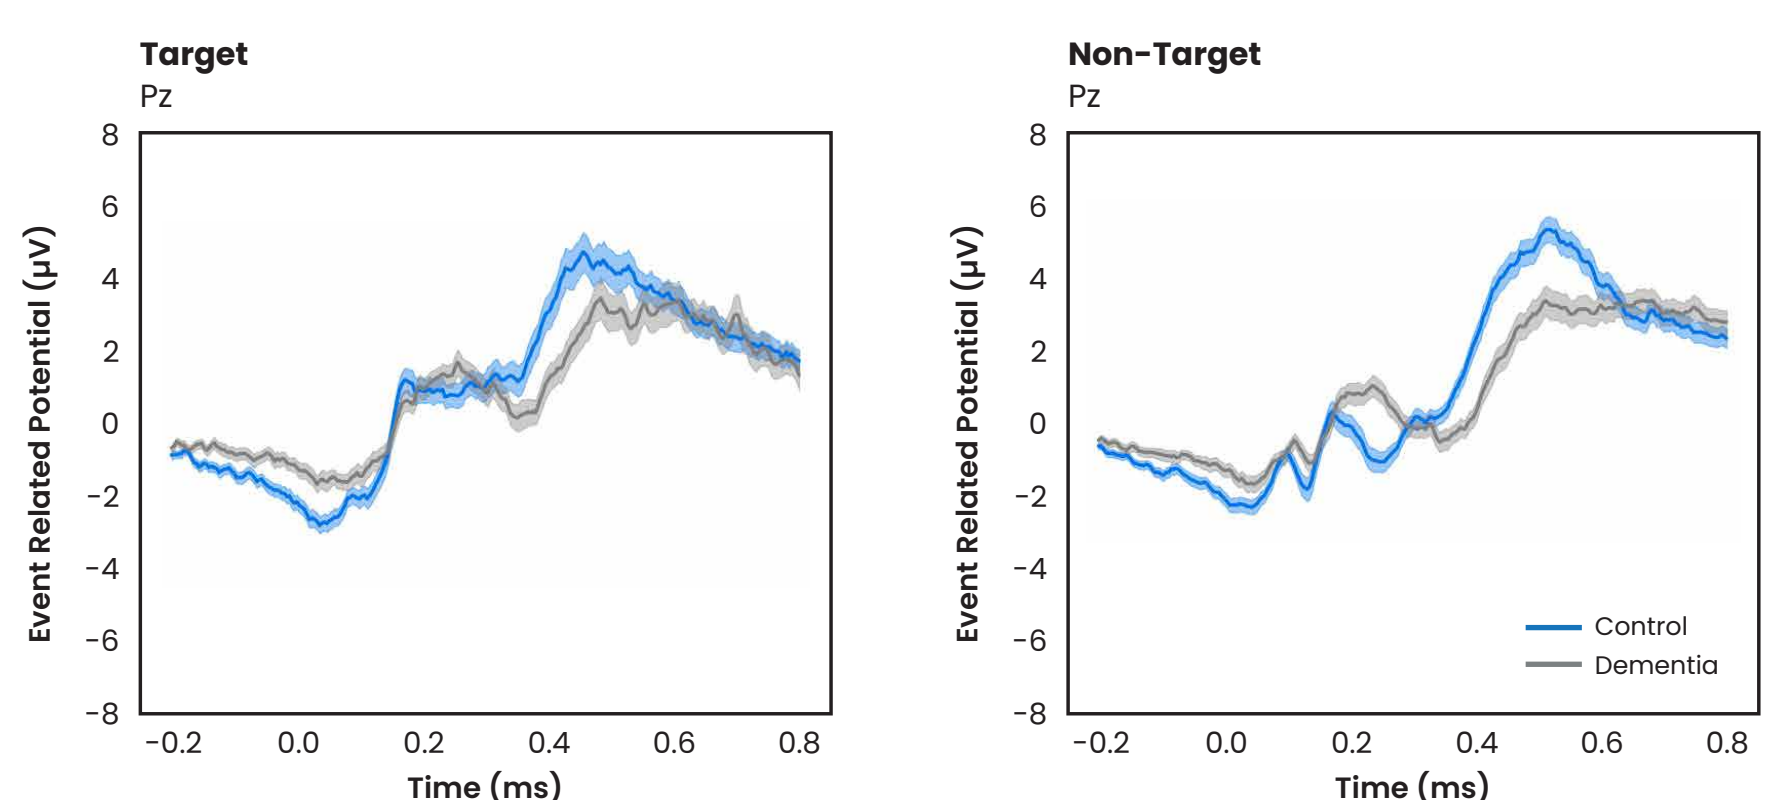 Target
Pz
8
6
4
2
0
−2
−4
−6
−8
−0.2 0.0 0.2 0.4 0.6 0.8
Time (ms)
Event Related Potential (µV)
Non-Target
Pz
8
6
4
2
0
−2
−4
−6
−8
−0.2 0.0 0.2 0.4 0.6 0.8
Time (ms)
Event Related Potential (µV)
Control
Dementia